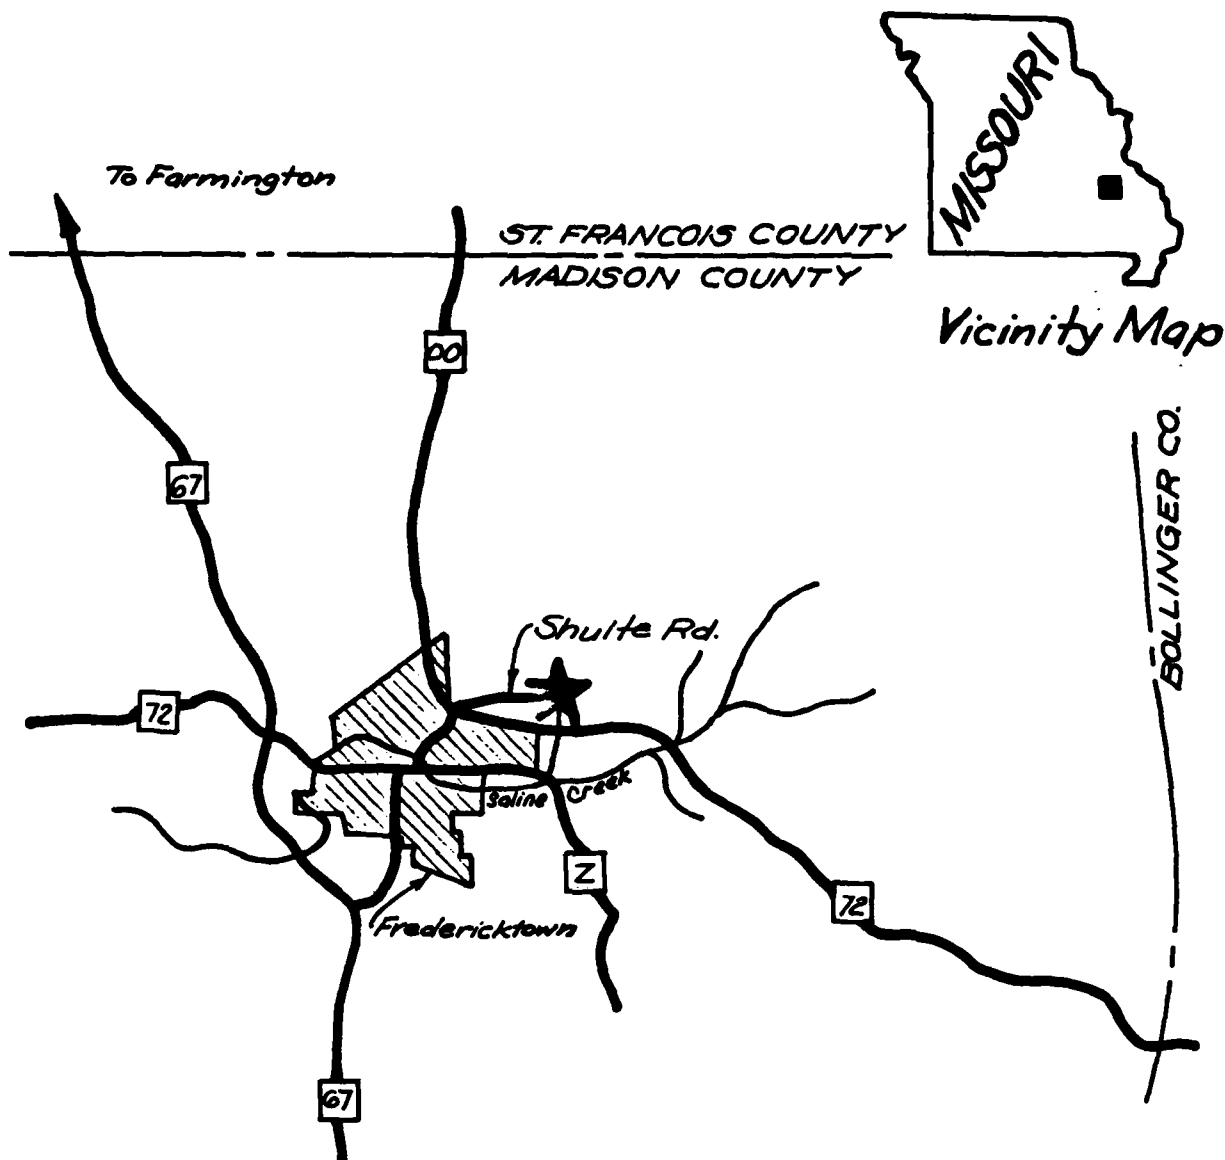 MISSOURI
To Farmington
ST. FRANCOIS COUNTY
MADISON COUNTY
Vicinity Map
OO
BOLLINGER CO.
67
Shulte Rd.
72
Saline Creek
Z
72
Fredericktown
67